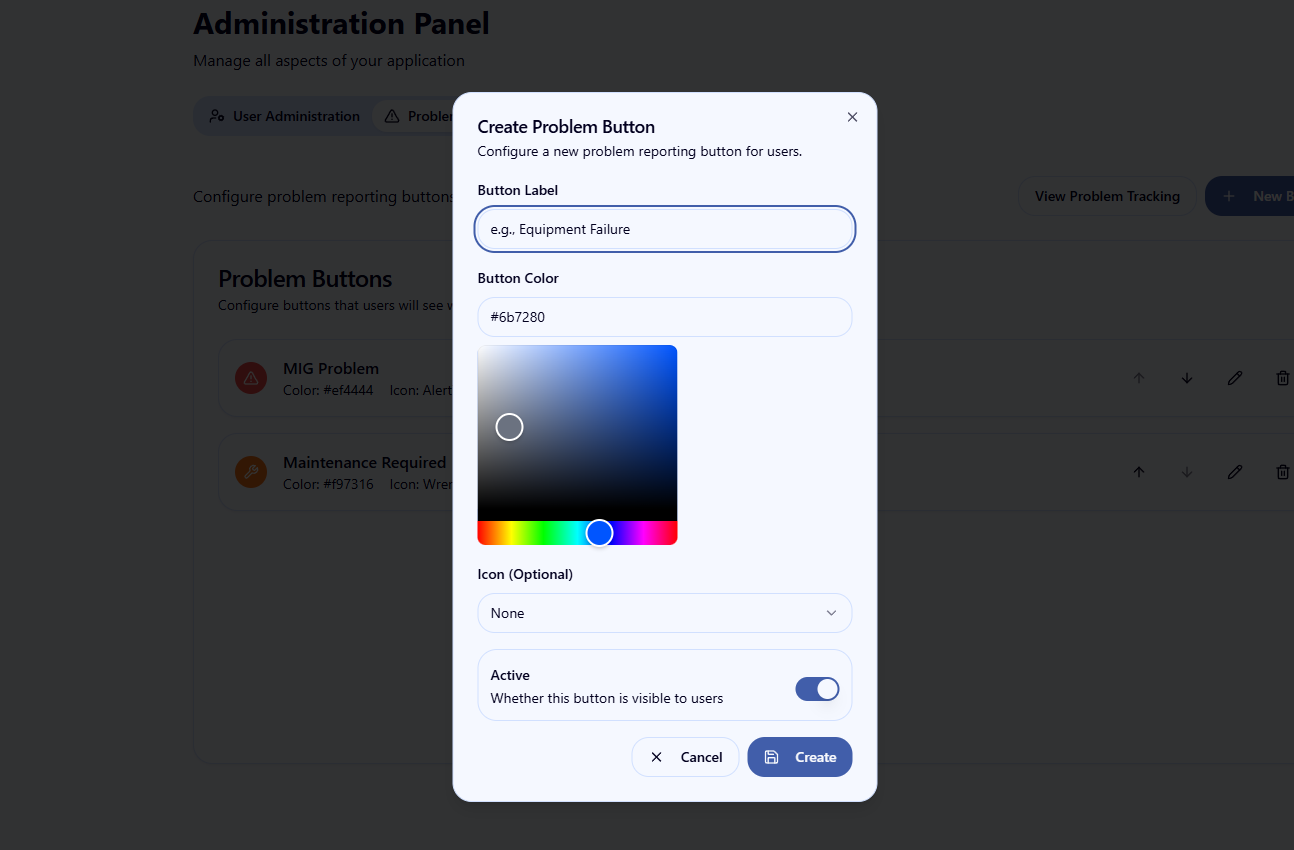 Administration Panel
Manage all aspects of your application
User Administration
Configure problem reporting buttons
View Problem Tracking
New
Problem Buttons
Configure buttons that users will see
MIG Problem
Color: #ef4444 Icon: Alert
Maintenance Required
Color: #f97316 Icon:
Create Problem Button
Configure a new problem reporting button for users.
Button Label
e.g., Equipment Failure
Button Color
#6b7280
Icon (Optional)
None
Active
Whether this button is visible to users
Cancel
Create